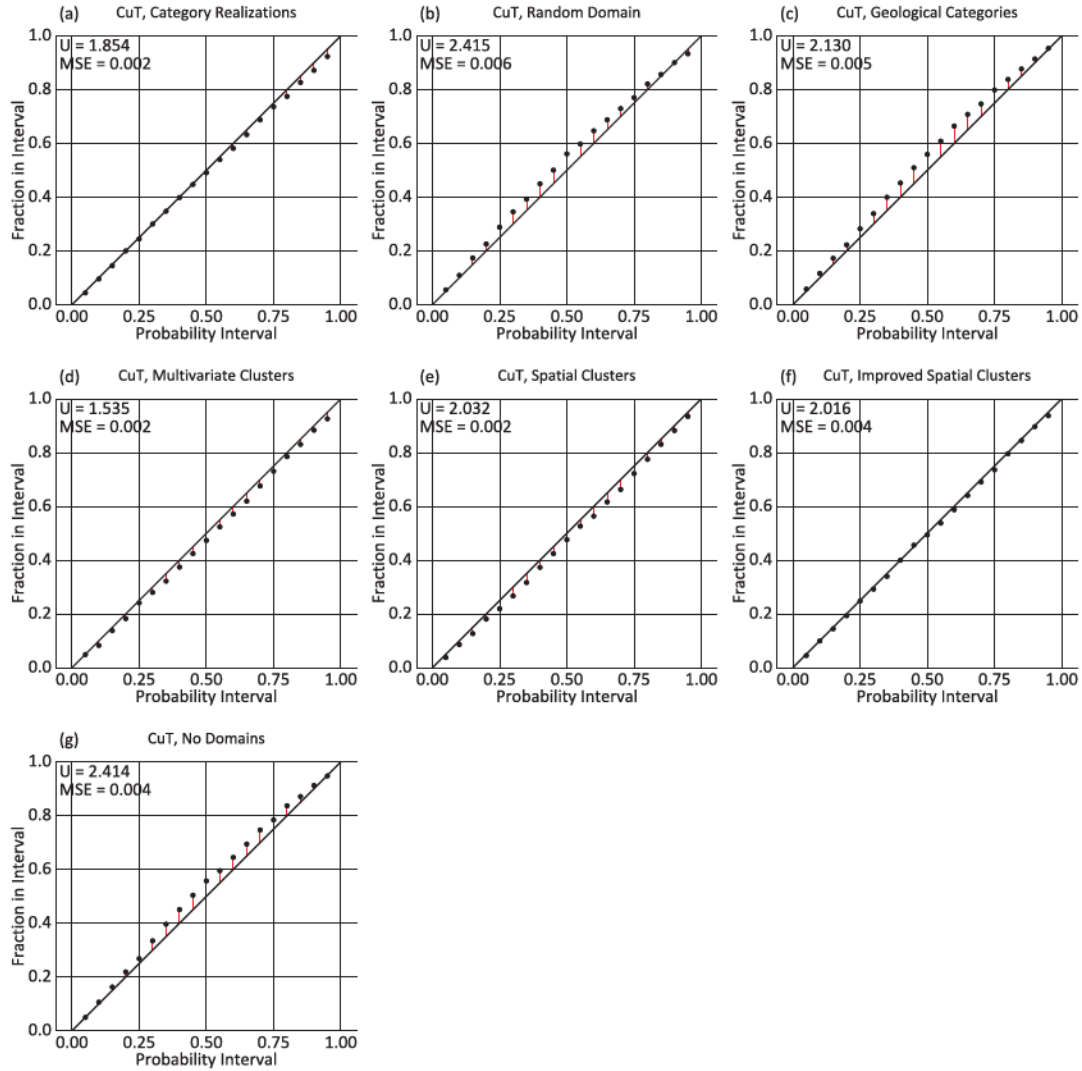 (a) CuT, Category Realizations
U = 1.854
MSE = 0.002
Fraction in Interval
1.0
0.8
0.6
0.4
0.2
0.0
0.00 0.25 0.50 0.75 1.00
Probability Interval
(b) CuT, Random Domain
U = 2.415
MSE = 0.006
Fraction in Interval
1.0
0.8
0.6
0.4
0.2
0.0
0.00 0.25 0.50 0.75 1.00
Probability Interval
(c) CuT, Geological Categories
U = 2.130
MSE = 0.005
Fraction in Interval
1.0
0.8
0.6
0.4
0.2
0.0
0.00 0.25 0.50 0.75 1.00
Probability Interval
(d) CuT, Multivariate Clusters
U = 1.535
MSE = 0.002
Fraction in Interval
1.0
0.8
0.6
0.4
0.2
0.0
0.00 0.25 0.50 0.75 1.00
Probability Interval
(e) CuT, Spatial Clusters
U = 2.032
MSE = 0.002
Fraction in Interval
1.0
0.8
0.6
0.4
0.2
0.0
0.00 0.25 0.50 0.75 1.00
Probability Interval
(f) CuT, Improved Spatial Clusters
U = 2.016
MSE = 0.004
Fraction in Interval
1.0
0.8
0.6
0.4
0.2
0.0
0.00 0.25 0.50 0.75 1.00
Probability Interval
(g) CuT, No Domains
U = 2.414
MSE = 0.004
Fraction in Interval
1.0
0.8
0.6
0.4
0.2
0.0
0.00 0.25 0.50 0.75 1.00
Probability Interval